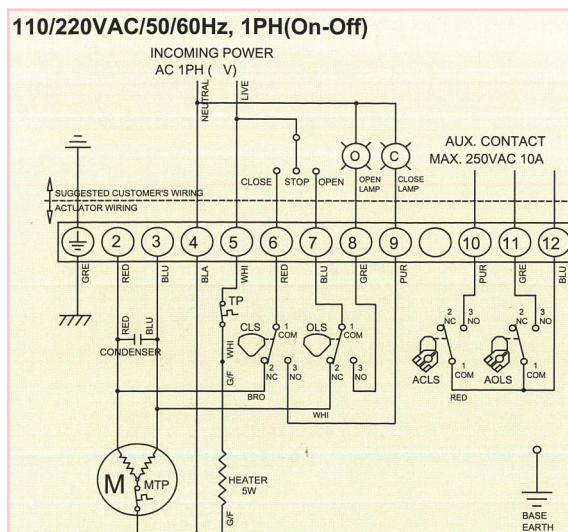 110/220VAC/50/60Hz, 1PH(On-Off)
INCOMING POWER
AC 1PH ( V)
NEUTRAL
LIVE
AUX. CONTACT
MAX. 250VAC 10A
O
C
CLOSE STOP OPEN
OPEN LAMP
CLOSE LAMP
SUGGESTED CUSTOMER'S WIRING
ACTUATOR WIRING
2 3 4 5 6 7 8 9 10 11 12
GRE RED BLU BLA WHI RED BLU GRE PUR PUR GRE BLU
TP
RED BLU
CONDENSER
WHI
G/F
CLS
1 COM
2 NC
3 NO
OLS
1 COM
2 NC
3 NO
2 NC
3 NO
1 COM
ACLS
2 NC
3 NO
1 COM
AOLS
RED
BRO
WHI
M
MTP
HEATER
5W
G/F
BASE
EARTH